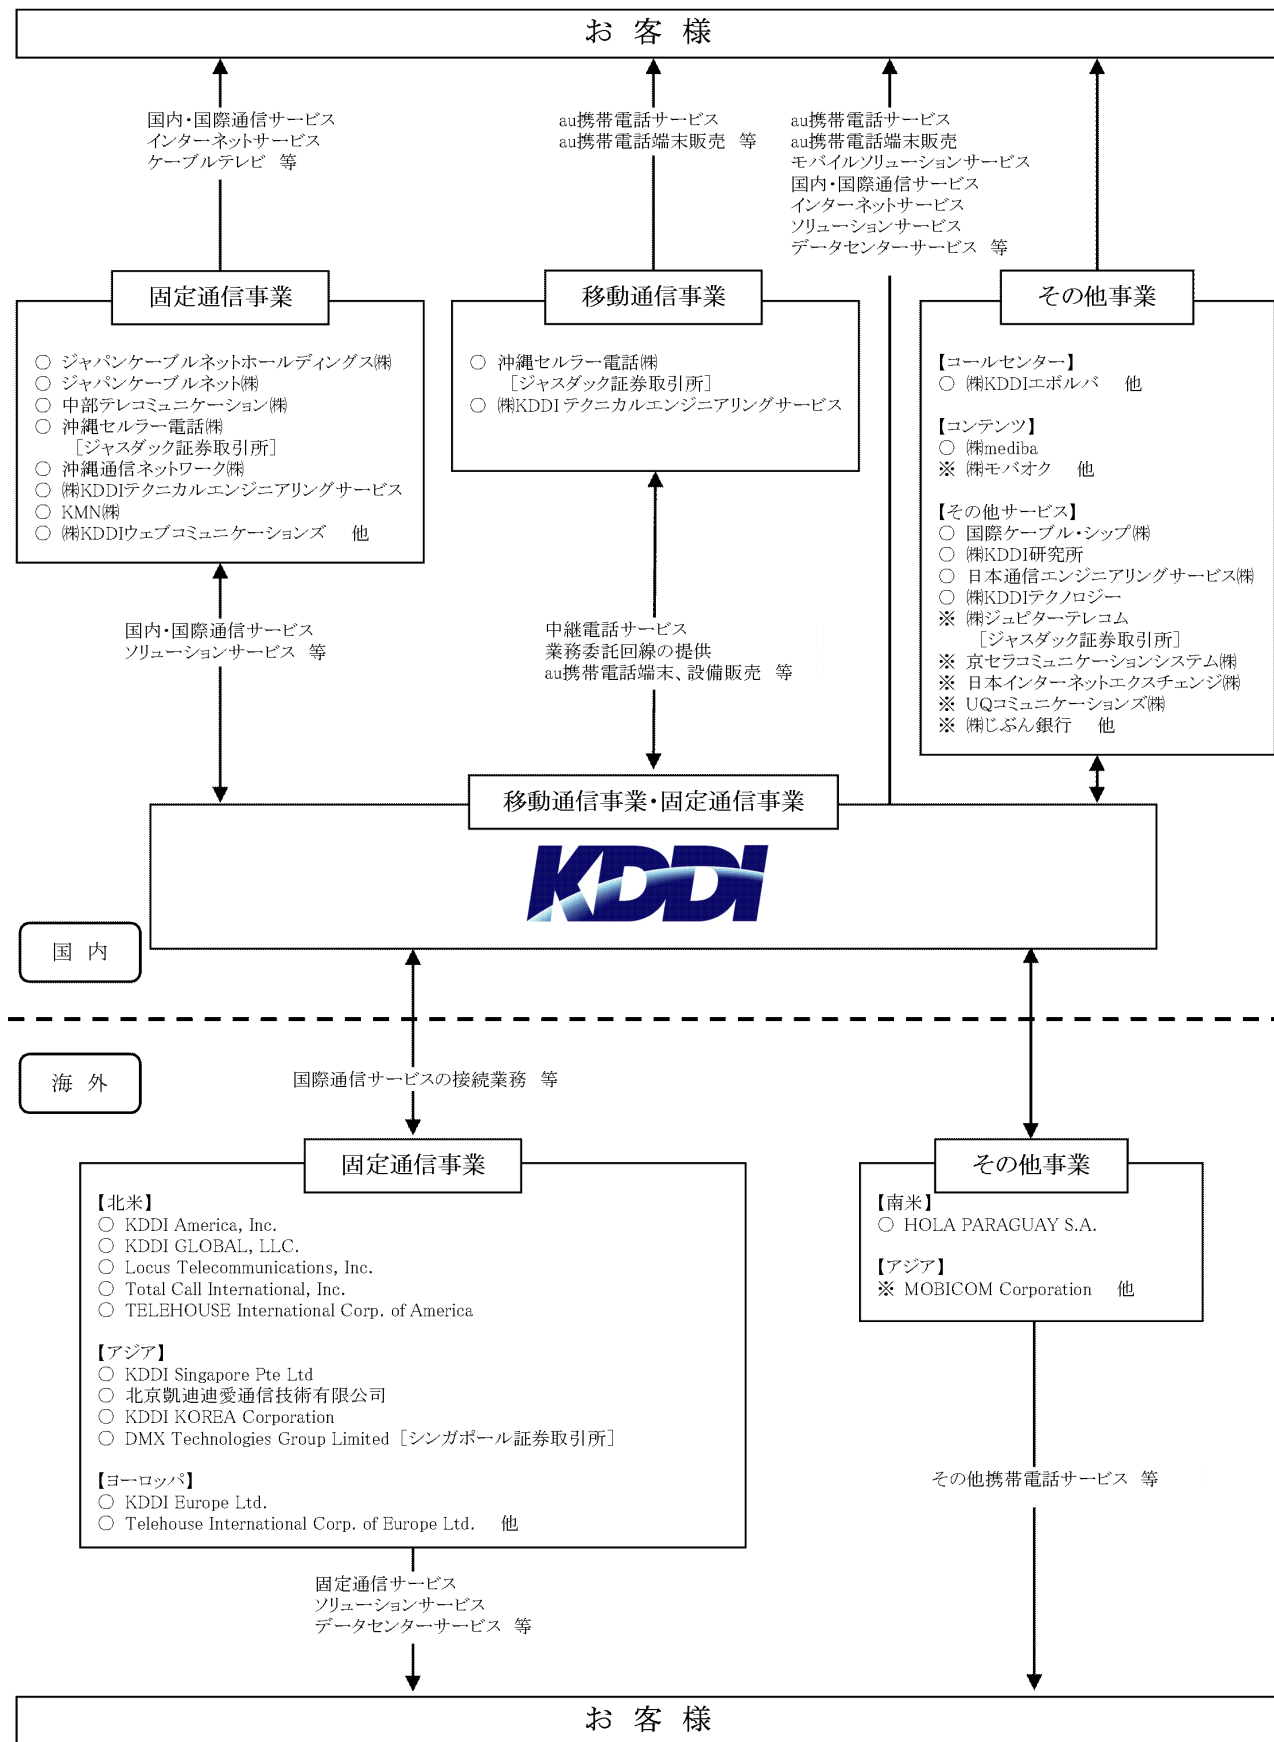 お 客 様
国内・国際通信サービス
インターネットサービス
ケーブルテレビ 等
au携帯電話サービス
au携帯電話端末販売 等
au携帯電話サービス
au携帯電話端末販売
モバイルソリューションサービス
国内・国際通信サービス
インターネットサービス
ソリューションサービス
データセンターサービス 等
固定通信事業
○ ジャパンケーブルネットホールディングス㈱
○ ジャパンケーブルネット㈱
○ 中部テレコミュニケーション㈱
○ 沖縄セルラー電話㈱
［ジャスダック証券取引所］
○ 沖縄通信ネットワーク㈱
○ ㈱KDDIテクニカルエンジニアリングサービス
○ KMN㈱
○ ㈱KDDIウェブコミュニケーションズ 他
移動通信事業
○ 沖縄セルラー電話㈱
［ジャスダック証券取引所］
○ ㈱KDDIテクニカルエンジニアリングサービス
その他事業
【コールセンター】
○ ㈱KDDIエボルバ 他
【コンテンツ】
○ ㈱mediba
※ ㈱モバオク 他
【その他サービス】
○ 国際ケーブル・シップ㈱
○ ㈱KDDI研究所
○ 日本通信エンジニアリングサービス㈱
○ ㈱KDDIテクノロジー
※ ㈱ジュピターテレコム
［ジャスダック証券取引所］
※ 京セラコミュニケーションシステム㈱
※ 日本インターネットエクスチェンジ㈱
※ UQコミュニケーションズ㈱
※ ㈱じぶん銀行 他
国内・国際通信サービス
ソリューションサービス 等
中継電話サービス
業務委託回線の提供
au携帯電話端末、設備販売 等
移動通信事業・固定通信事業
KDDI
国 内
海 外
国際通信サービスの接続業務 等
固定通信事業
【北米】
○ KDDI America, Inc.
○ KDDI GLOBAL, LLC.
○ Locus Telecommunications, Inc.
○ Total Call International, Inc.
○ TELEHOUSE International Corp. of America
【アジア】
○ KDDI Singapore Pte Ltd
○ 北京凱迪迪愛通信技術有限公司
○ KDDI KOREA Corporation
○ DMX Technologies Group Limited ［シンガポール証券取引所］
【ヨーロッパ】
○ KDDI Europe Ltd.
○ Telehouse International Corp. of Europe Ltd. 他
その他事業
【南米】
○ HOLA PARAGUAY S.A.
【アジア】
※ MOBICOM Corporation 他
その他携帯電話サービス 等
固定通信サービス
ソリューションサービス
データセンターサービス 等
お 客 様